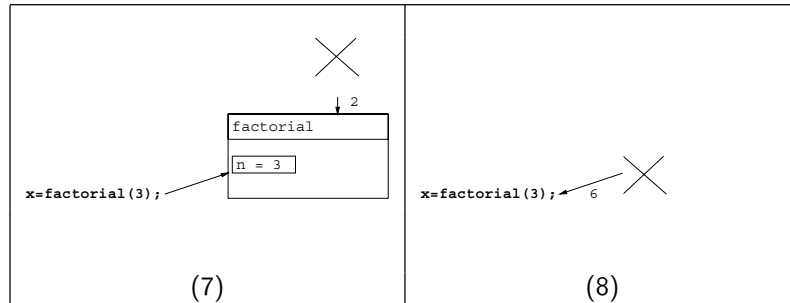 2
factorial
n = 3
x=factorial(3);
(7)
x=factorial(3);
6
(8)